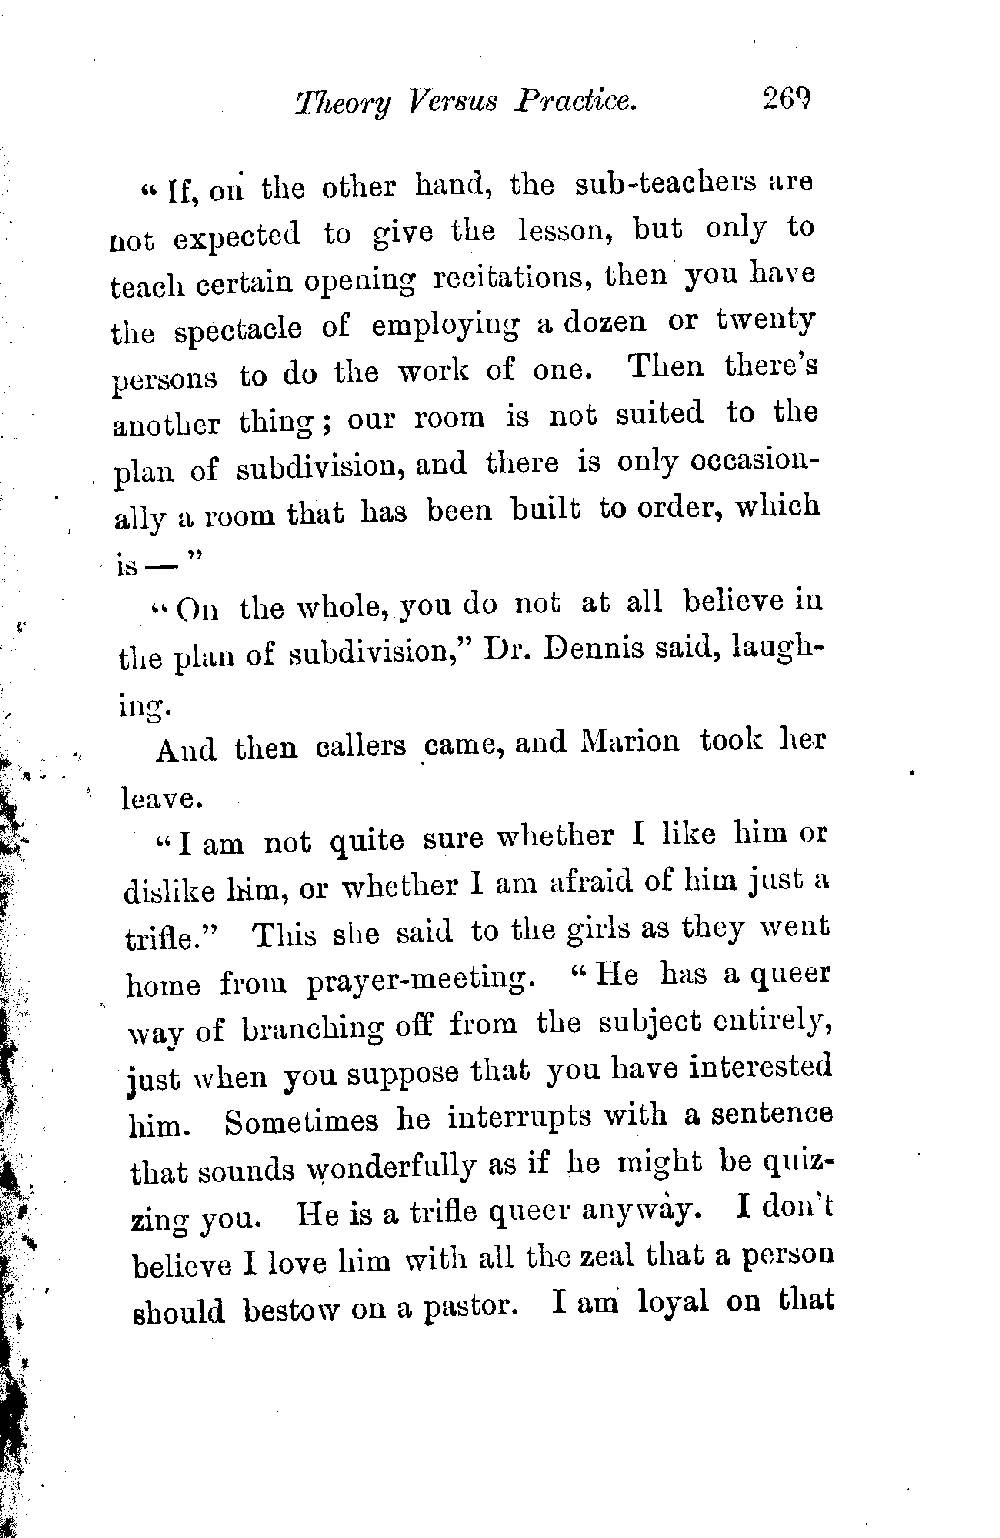 Theory Versus Practice. 269
“ If, on the other hand, the sub-teachers are
not expected to give the lesson, but only to
teach certain opening recitations, then you have
the spectacle of employing a dozen or twenty
persons to do the work of one. Then there’s
another thing ; our room is not suited to the
plan of subdivision, and there is only occasion-
ally a room that has been built to order, which
is — ”
“ On the whole, you do not at all believe in
the plan of subdivision,” Dr. Dennis said, laugh-
ing.
And then callers came, and Marion took her
leave.
“ I am not quite sure whether I like him or
dislike him, or whether I am afraid of him just a
trifle.” This she said to the girls as they went
home from prayer-meeting. “ He has a queer
way of branching off from the subject entirely,
just when you suppose that you have interested
him. Sometimes he interrupts with a sentence
that sounds wonderfully as if he might be quiz-
zing you. He is a trifle queer anyway. I don’t
believe I love him with all the zeal that a person
should bestow on a pastor. I am loyal on that